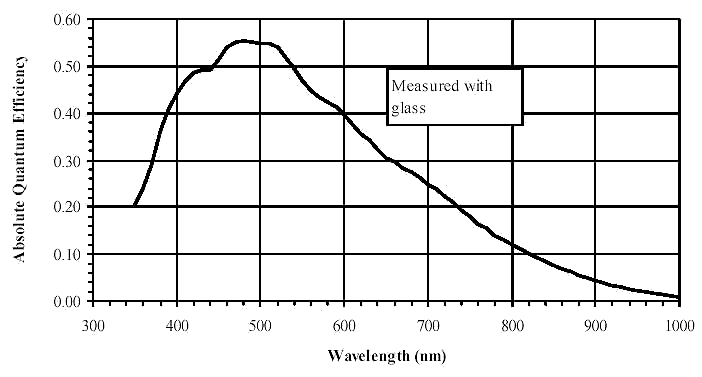 0.60
0.50
0.40
0.30
0.20
0.10
0.00
Absolute Quantum Efficiency
Measured with
glass
300 400 500 600 700 800 900 1000
Wavelength (nm)